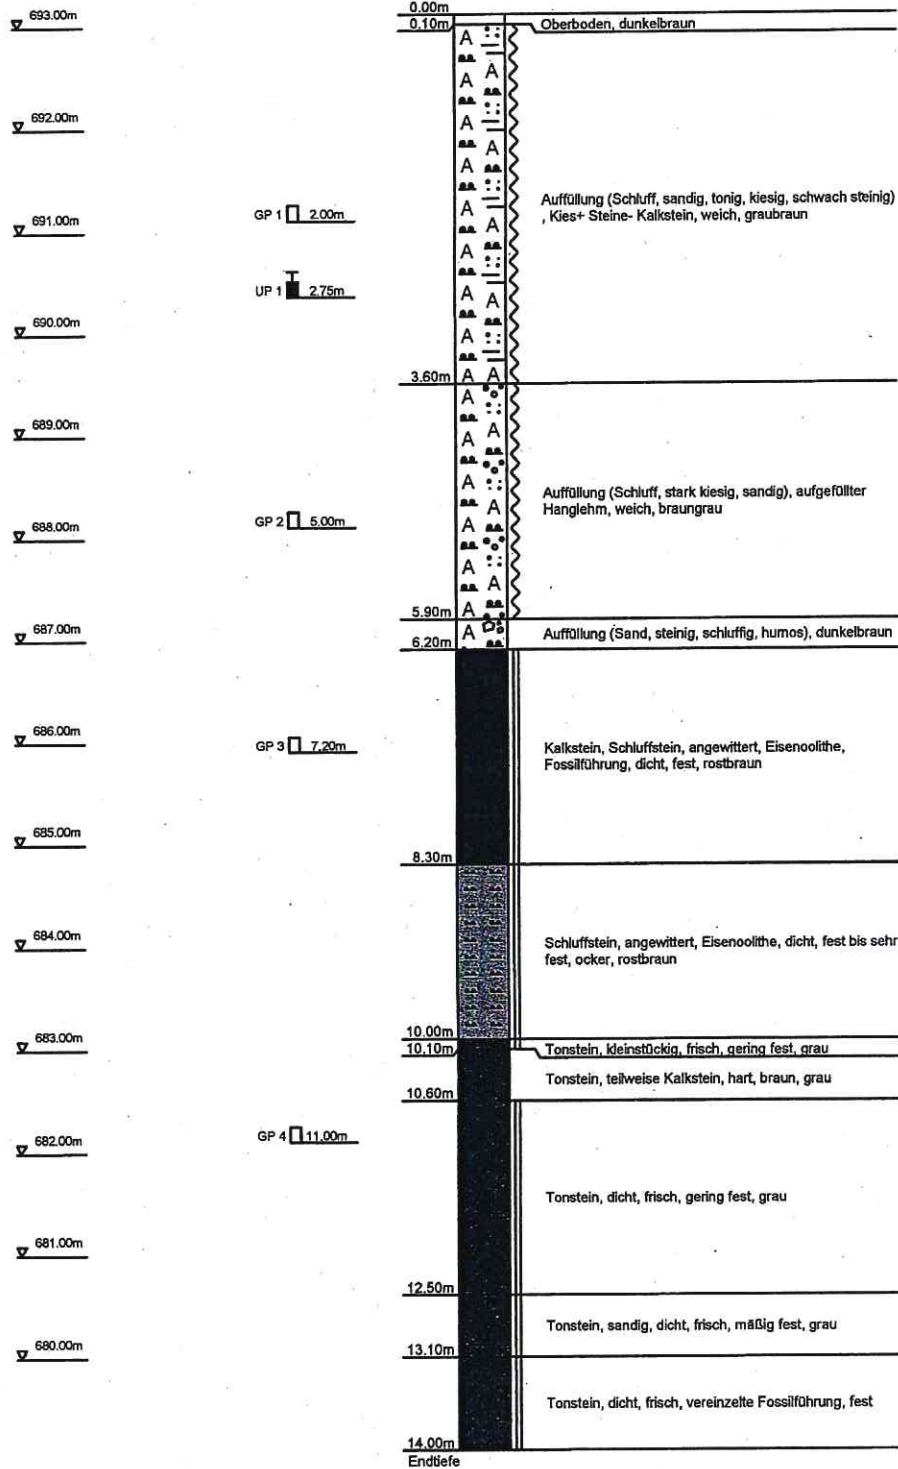 0.00m
693.00m
0.10m
Oberboden, dunkelbraun
692.00m
Auffüllung (Schluff, sandig, tonig, kiesig, schwach steinig)
, Kies+ Steine- Kalkstein, weich, graubraun
GP 1 2.00m
691.00m
UP 1 2.75m
690.00m
3.60m
689.00m
Auffüllung (Schluff, stark kiesig, sandig), aufgefüllter
Hanglehm, weich, braungrau
GP 2 5.00m
688.00m
5.90m
687.00m
Auffüllung (Sand, steinig, schluffig, humos), dunkelbraun
6.20m
686.00m
GP 3 7.20m
Kalkstein, Schluffstein, angewittert, Eisenoolithe,
Fossilführung, dicht, fest, rostbraun
685.00m
8.30m
684.00m
Schluffstein, angewittert, Eisenoolithe, dicht, fest bis sehr
fest, ocker, rostbraun
10.00m
683.00m
10.10m
Tonstein, kleinstückig, frisch, gering fest, grau
Tonstein, teilweise Kalkstein, hart, braun, grau
10.60m
GP 4 11.00m
682.00m
Tonstein, dicht, frisch, gering fest, grau
681.00m
12.50m
Tonstein, sandig, dicht, frisch, mäßig fest, grau
680.00m
13.10m
Tonstein, dicht, frisch, vereinzelte Fossilführung, fest
14.00m
Endtiefe